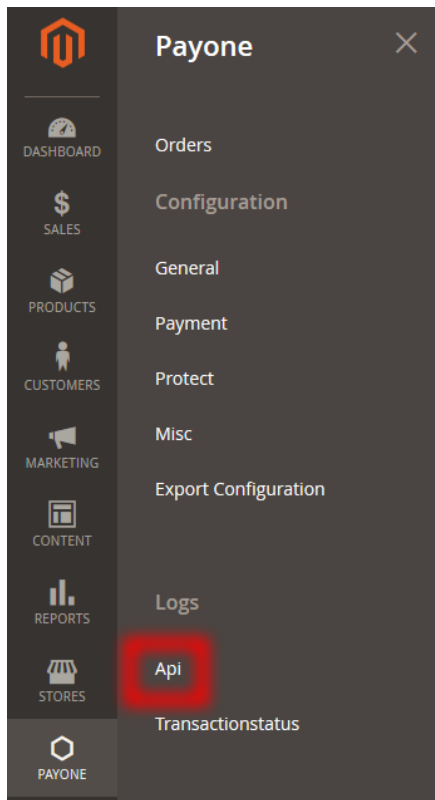 DASHBOARD
SALES
PRODUCTS
CUSTOMERS
MARKETING
CONTENT
REPORTS
STORES
PAYONE
Payone
Orders
Configuration
General
Payment
Protect
Misc
Export Configuration
Logs
Api
Transactionstatus